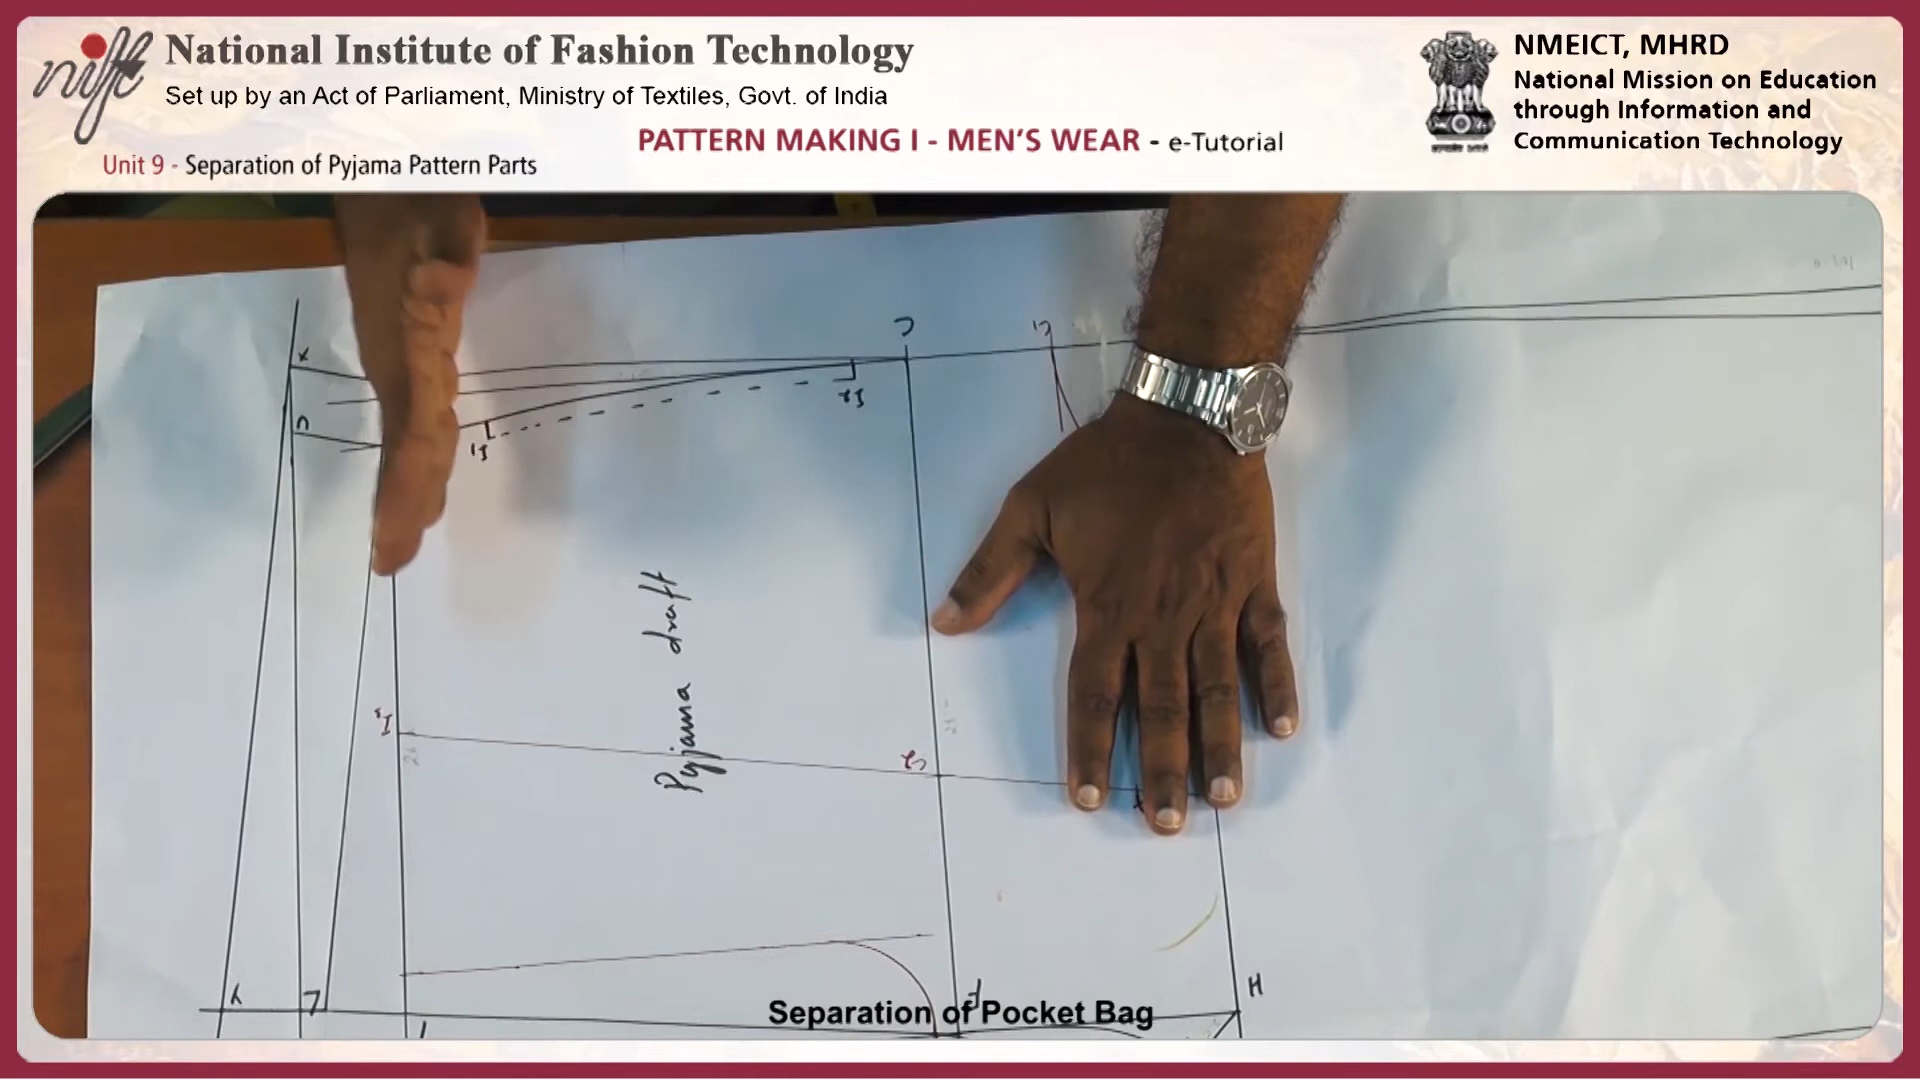 nift
National Institute of Fashion Technology
Set up by an Act of Parliament, Ministry of Textiles, Govt. of India
NMEICT, MHRD
National Mission on Education
through Information and
Communication Technology
PATTERN MAKING I - MEN'S WEAR - e-Tutorial
Unit 9 - Separation of Pyjama Pattern Parts
Pyjama draft
H
Separation of Pocket Bag